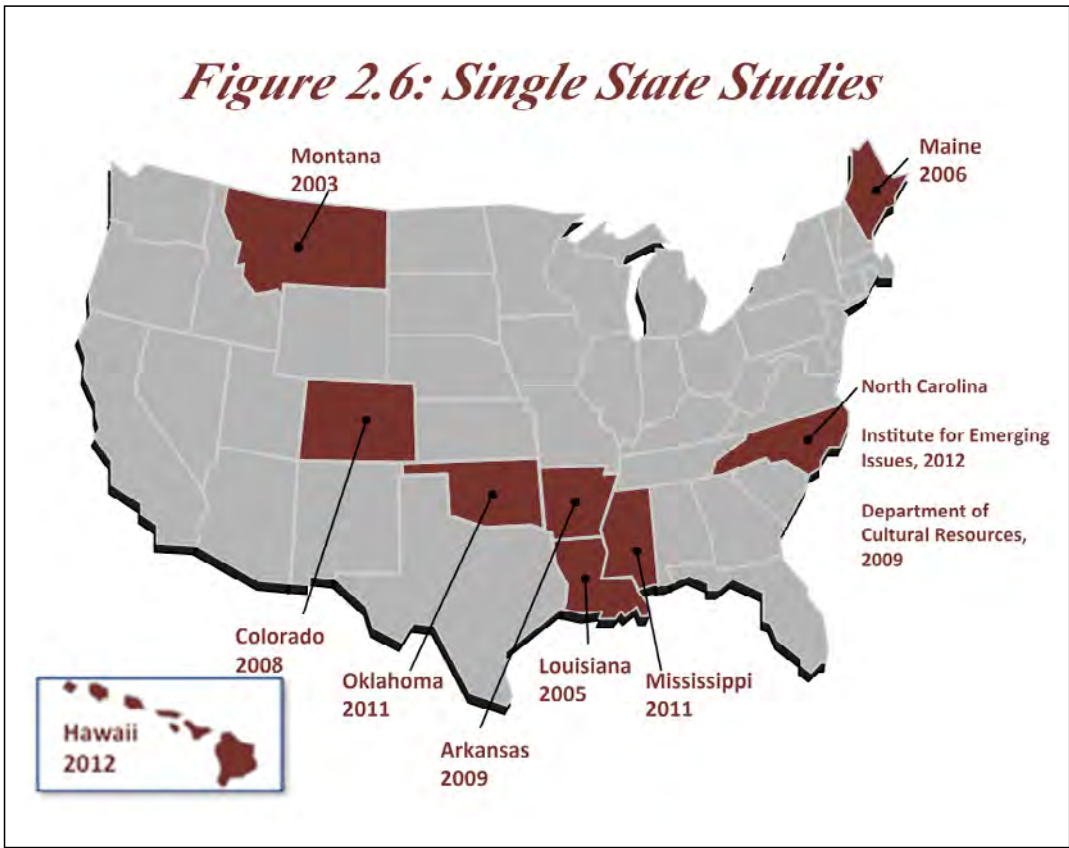 Figure 2.6: Single State Studies
Montana
2003
Maine
2006
North Carolina
Institute for Emerging
Issues, 2012
Department of
Cultural Resources,
2009
Colorado
2008
Oklahoma
2011
Louisiana
2005
Mississippi
2011
Arkansas
2009
Hawaii
2012